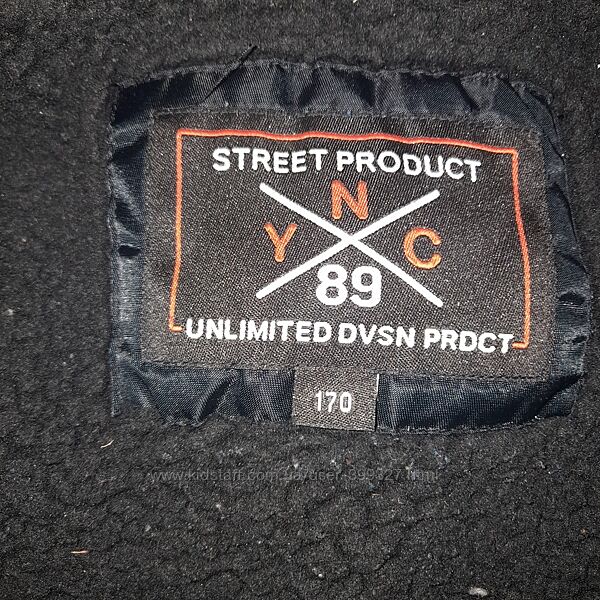 STREET PRODUCT
N
Y C
89
UNLIMITED DVSN PRDCT
170